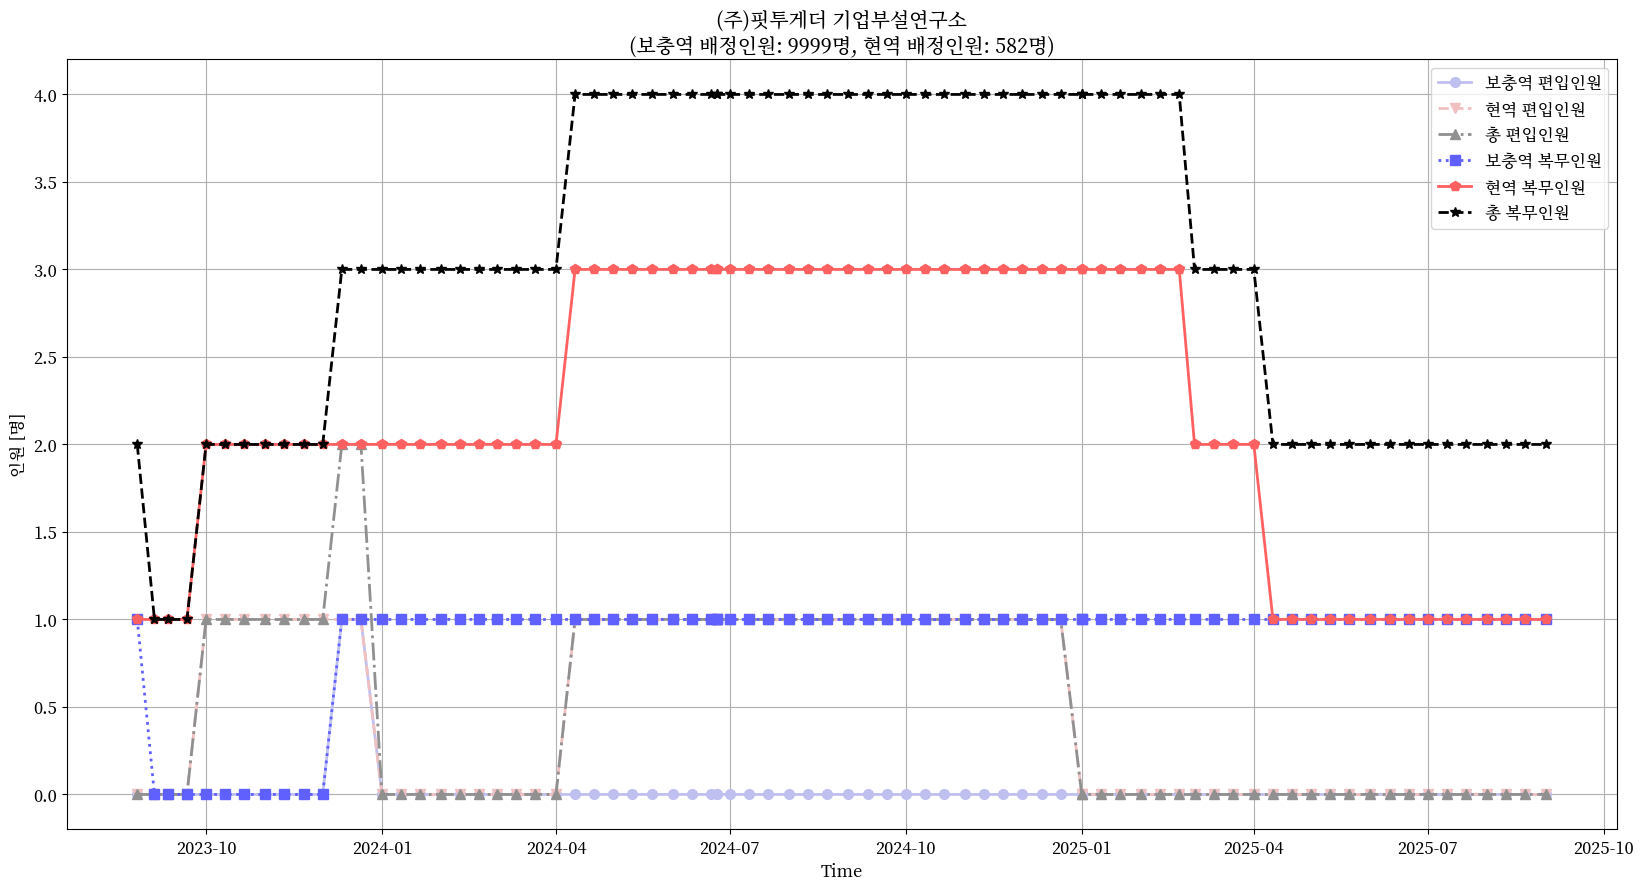 (주)핏투게더 기업부설연구소
(보충역 배정인원: 9999명, 현역 배정인원: 582명)
보충역 편입인원
현역 편입인원
총 편입인원
보충역 복무인원
현역 복무인원
총 복무인원
인원 [명]
4.0
3.5
3.0
2.5
2.0
1.5
1.0
0.5
0.0
2023-10
2024-01
2024-04
2024-07
2024-10
2025-01
2025-04
2025-07
2025-10
Time